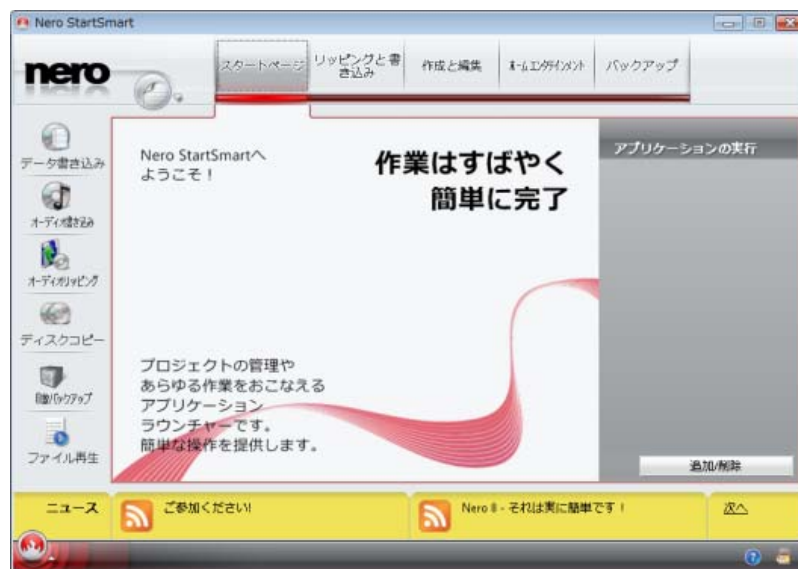 Nero StartSmart
nero
スタートページ
リッピングと書
き込み
作成と編集
ホームエンタテインメント
バックアップ
データ書き込み
オーディオ書き込み
オーディオリッピング
ディスクコピー
自動バックアップ
ファイル再生
Nero StartSmartへ
ようこそ！
作業はすばやく
簡単に完了
プロジェクトの管理や
あらゆる作業をおこなえる
アプリケーション
ラウンチャーです。
簡単な操作を提供します。
アプリケーションの実行
追加/削除
ニュース
ご参加ください!
Nero 8 - それは実に簡単です！
次へ